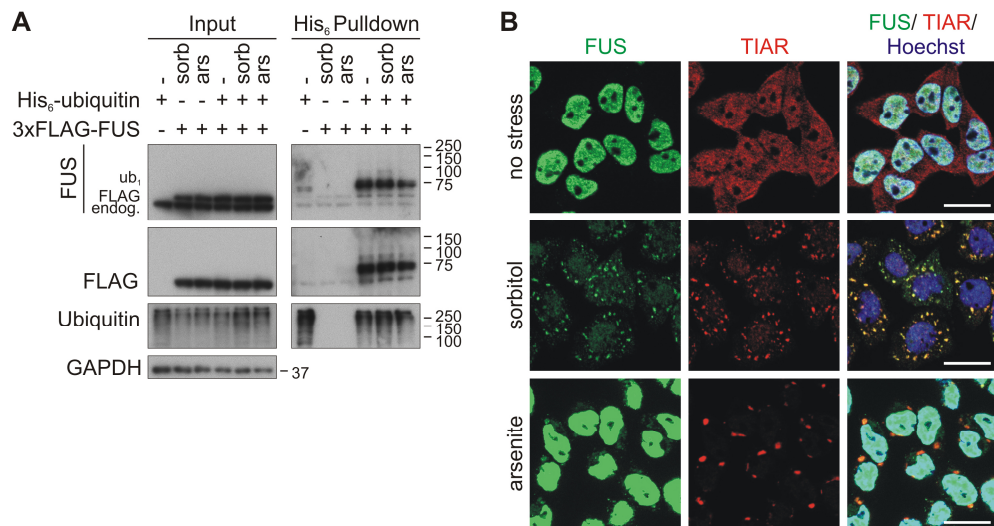 A
Input
His6 Pulldown
- sorb ars - sorb ars
- sorb ars - sorb ars
His6-ubiquitin + - - + + +
+ - - + + +
3xFLAG-FUS - + + + + +
- + + + + +
FUS
ub1
FLAG
endog.
250
150
100
75
FLAG
150
100
75
Ubiquitin
250
150
100
GAPDH
37
B
FUS
TIAR
FUS/ TIAR/
Hoechst
no stress
sorbitol
arsenite